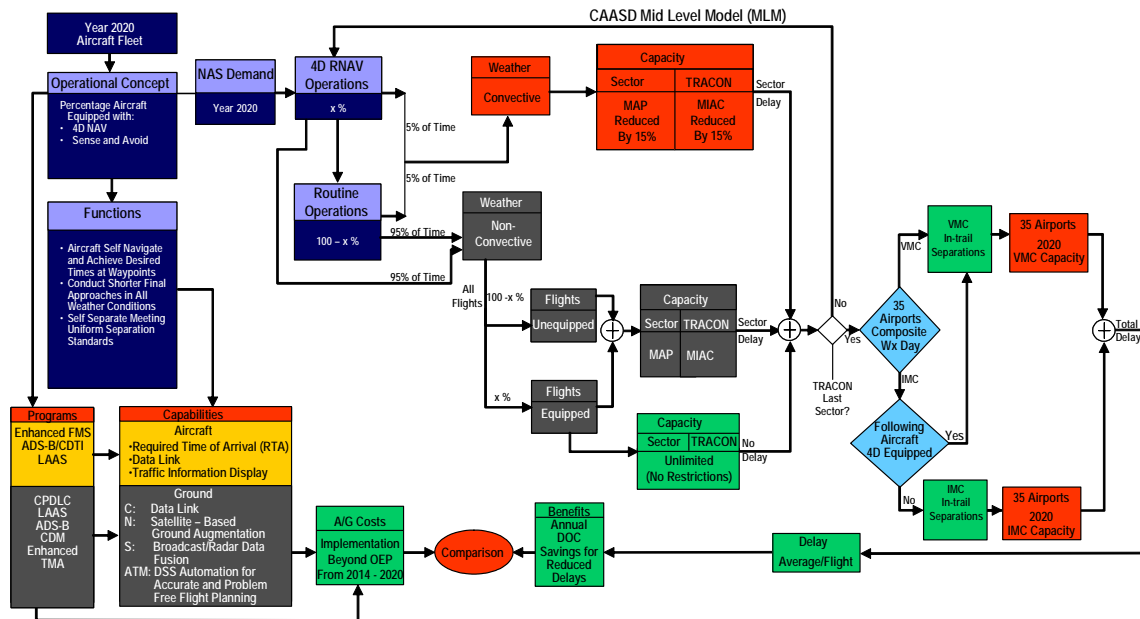 CAASD Mid Level Model (MLM)
Year 2020
Aircraft Fleet
Operational Concept
Percentage Aircraft
Equipped with:
• 4D NAV
• Sense and Avoid
NAS Demand
Year 2020
4D RNAV
Operations
x %
5% of Time
5% of Time
Routine
Operations
100 – x %
95% of Time
95% of Time
Weather
Convective
Capacity
Sector
TRACON
MAP
Reduced
By 15%
MIAC
Reduced
By 15%
Sector
Delay
Functions
• Aircraft Self Navigate
and Achieve Desired
Times at Waypoints
• Conduct Shorter Final
Approaches in All
Weather Conditions
• Self Separate Meeting
Uniform Separation
Standards
Weather
Non-
Convective
All
Flights
100 -x %
x %
Flights
Unequipped
Flights
Equipped
Capacity
Sector
TRACON
MAP
MIAC
Sector
Delay
Capacity
Sector
TRACON
Unlimited
(No Restrictions)
No
Delay
No
Yes
TRACON
Last
Sector?
35
Airports
Composite
Wx Day
VMC
IMC
VMC
In-trail
Separations
35 Airports
2020
VMC Capacity
Following
Aircraft
4D Equipped
Yes
No
IMC
In-trail
Separations
35 Airports
2020
IMC Capacity
Total
Delay
Programs
Enhanced FMS
ADS-B/CDTI
LAAS
CPDLC
LAAS
ADS-B
CDM
Enhanced
TMA
Capabilities
Aircraft
•Required Time of Arrival (RTA)
•Data Link
•Traffic Information Display
Ground
C: Data Link
N: Satellite – Based
Ground Augmentation
S: Broadcast/Radar Data
Fusion
ATM: DSS Automation for
Accurate and Problem
Free Flight Planning
A/G Costs
Implementation
Beyond OEP
From 2014 - 2020
Comparison
Benefits
Annual
DOC
Savings for
Reduced
Delays
Delay
Average/Flight